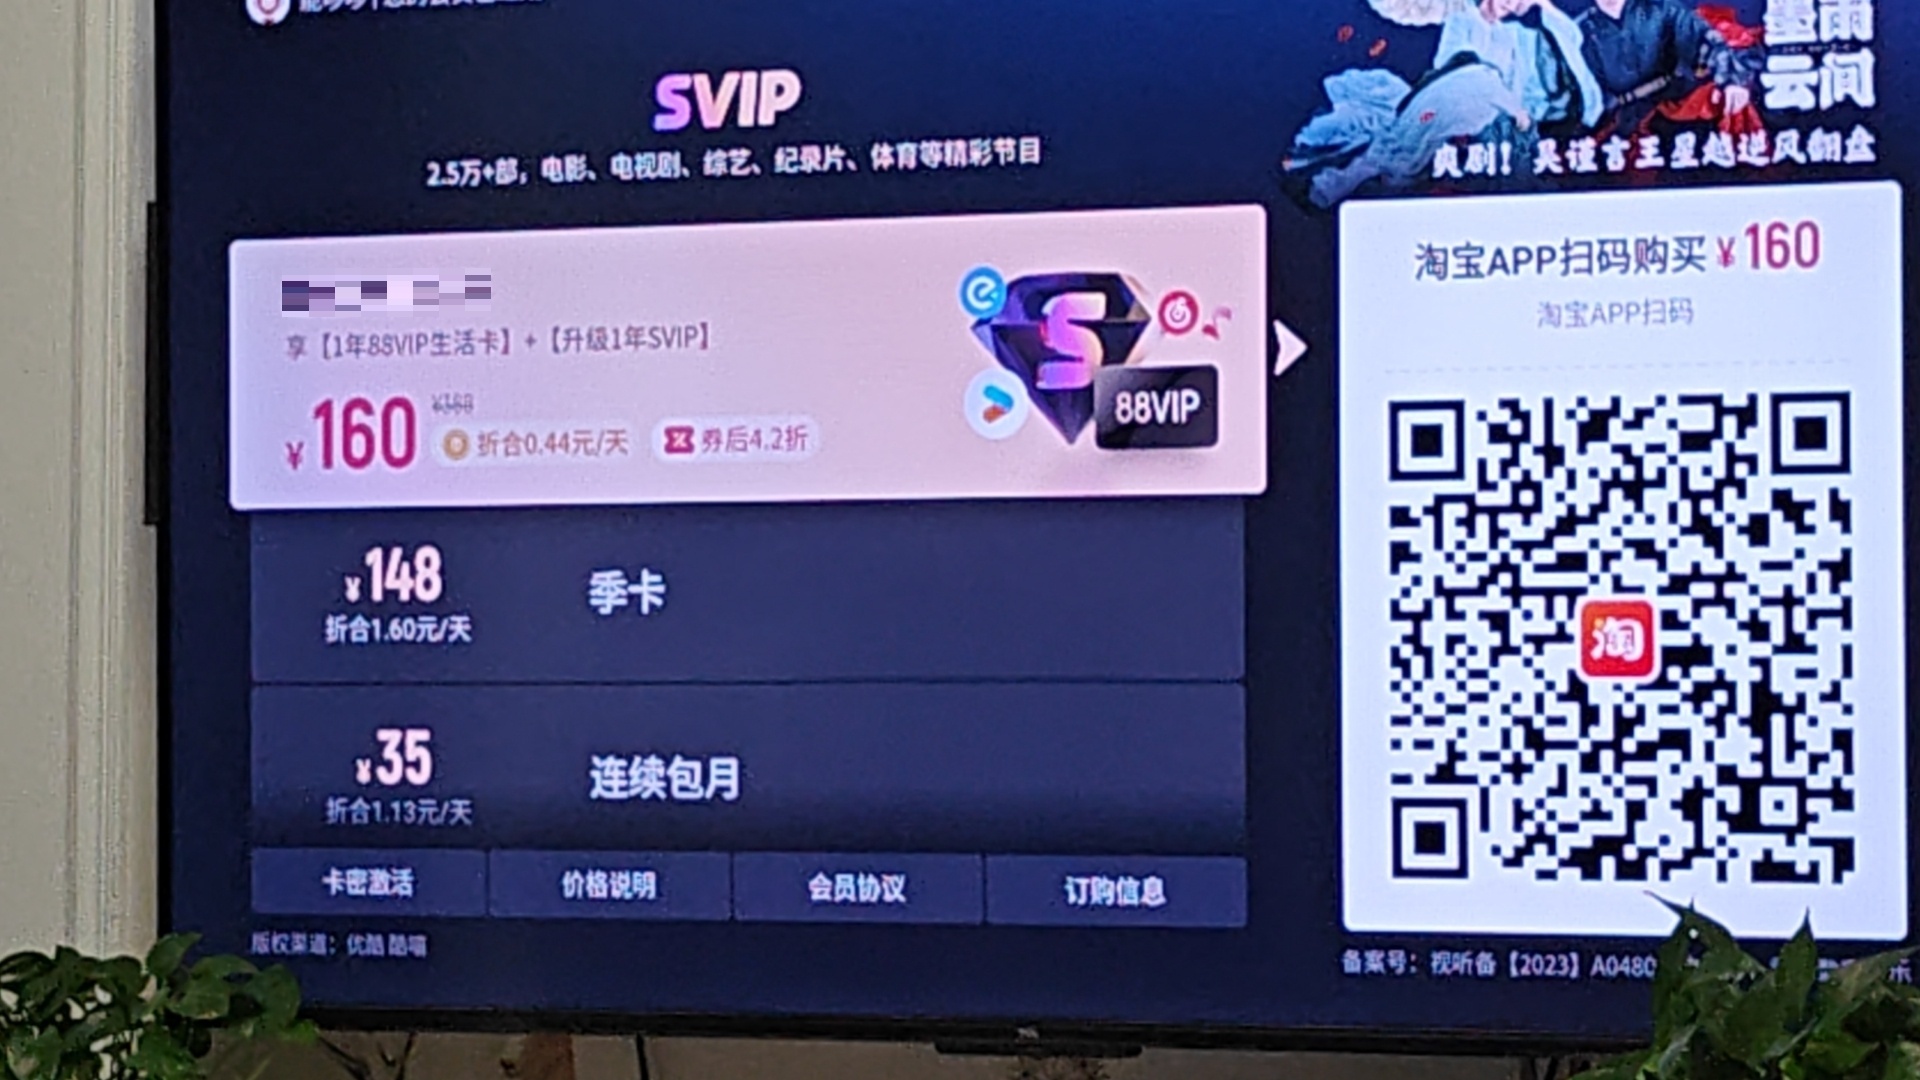 SVIP
2.5万+部，电影、电视剧、综艺、纪录片、体育等精彩节目
墨雨
云间
爽剧！吴谨言王星越逆风翻盘
享【1年88VIP生活卡】+【升级1年SVIP】
¥160
折合0.44元/天
券后4.2折
S
88VIP
淘宝APP扫码购买¥160
淘宝APP扫码
淘
¥148
折合1.60元/天
季卡
¥35
折合1.13元/天
连续包月
卡密激活
价格说明
会员协议
订购信息
版权渠道：优酷 酷喵
备案号：视听备【2023】A0480